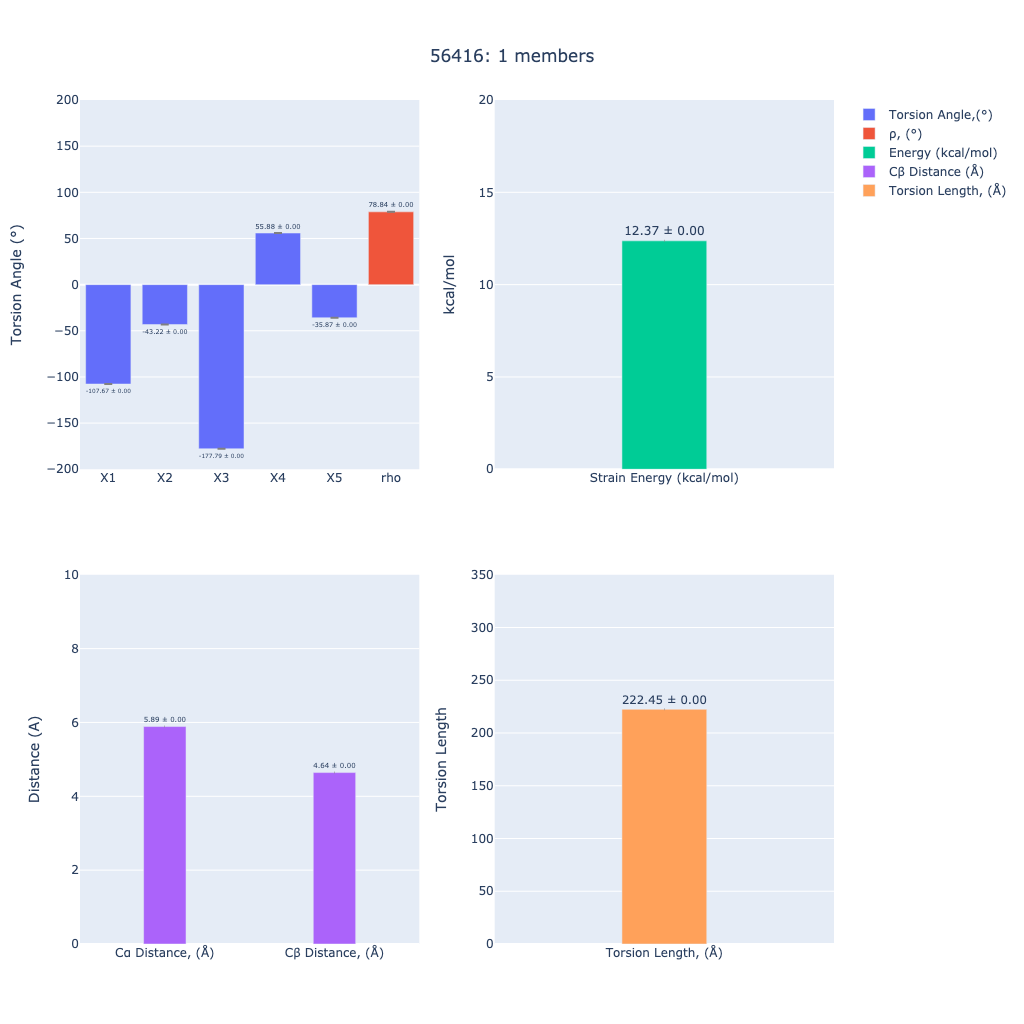 56416: 1 members
Torsion Angle (°)
200
150
100
50
0
−50
−100
−150
−200
-107.67 ± 0.00
-43.22 ± 0.00
-177.79 ± 0.00
55.88 ± 0.00
-35.87 ± 0.00
78.84 ± 0.00
X1 X2 X3 X4 X5 rho
kcal/mol
20
15
10
5
0
12.37 ± 0.00
Strain Energy (kcal/mol)
Torsion Angle,(°)
ρ, (°)
Energy (kcal/mol)
Cβ Distance (Å)
Torsion Length, (Å)
Distance (A)
10
8
6
4
2
0
5.89 ± 0.00
4.64 ± 0.00
Cα Distance, (Å) Cβ Distance, (Å)
Torsion Length
350
300
250
200
150
100
50
0
222.45 ± 0.00
Torsion Length, (Å)